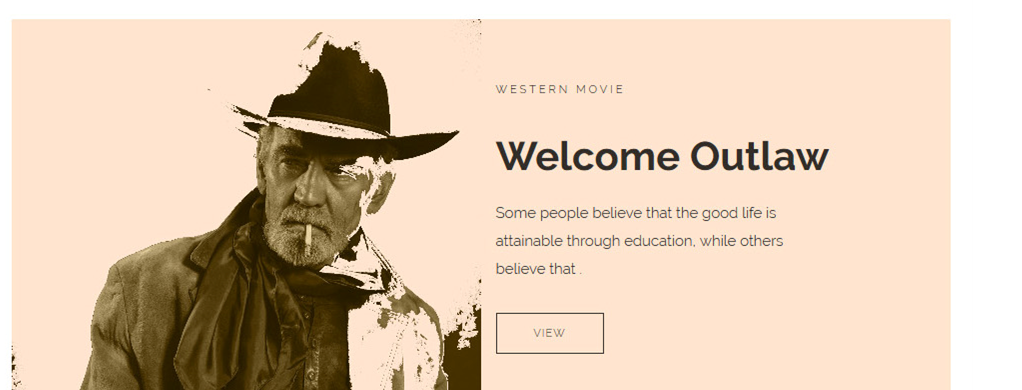 WESTERN MOVIE
Welcome Outlaw
Some people believe that the good life is
attainable through education, while others
believe that .
VIEW